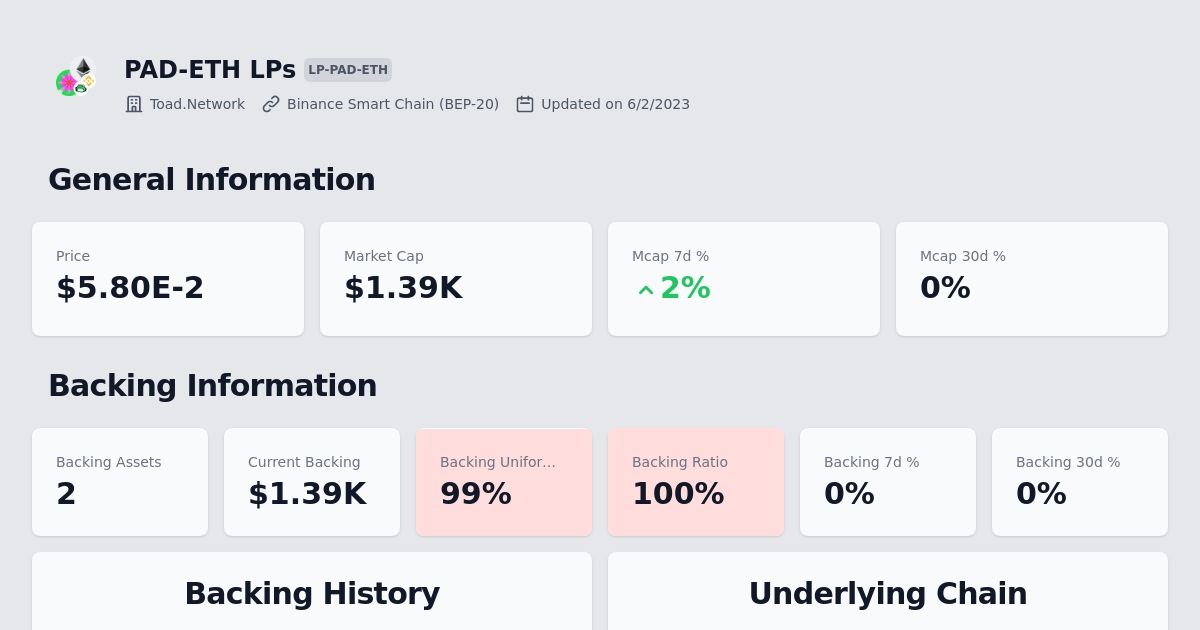 PAD-ETH LPs LP-PAD-ETH
Toad.Network Binance Smart Chain (BEP-20) Updated on 6/2/2023
General Information
Price
$5.80E-2
Market Cap
$1.39K
Mcap 7d %
2%
Mcap 30d %
0%
Backing Information
Backing Assets
2
Current Backing
$1.39K
Backing Unifor...
99%
Backing Ratio
100%
Backing 7d %
0%
Backing 30d %
0%
Backing History
Underlying Chain